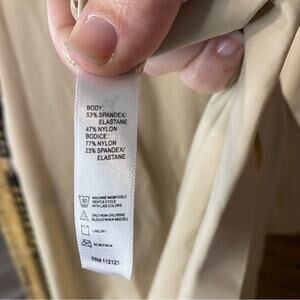 BODY:
53% SPANDEX/
ELASTANE
47% NYLON
BODICE:
77% NYLON
23% SPANDEX/
ELASTANE
30
MACHINE WASH COLD
GENTLE CYCLE
WITH LIKE COLORS
ONLY NON-CHLORINE
BLEACH WHEN NEEDED
LINE DRY
DO NOT IRON
RN# 112121